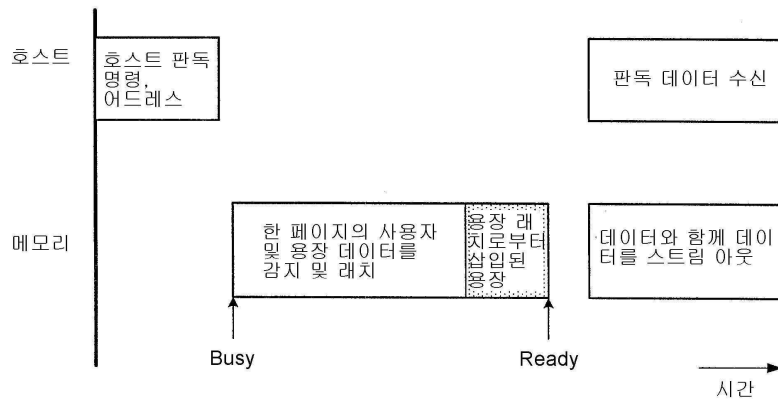 호스트
호스트 판독
명령,
어드레스
판독 데이터 수신
메모리
한 페이지의 사용자
및 용장 데이터를
감지 및 래치
용장 래
치로부터
삽입된
용장
데이터와 함께 데이
터를 스트림 아웃
Busy
Ready
시간